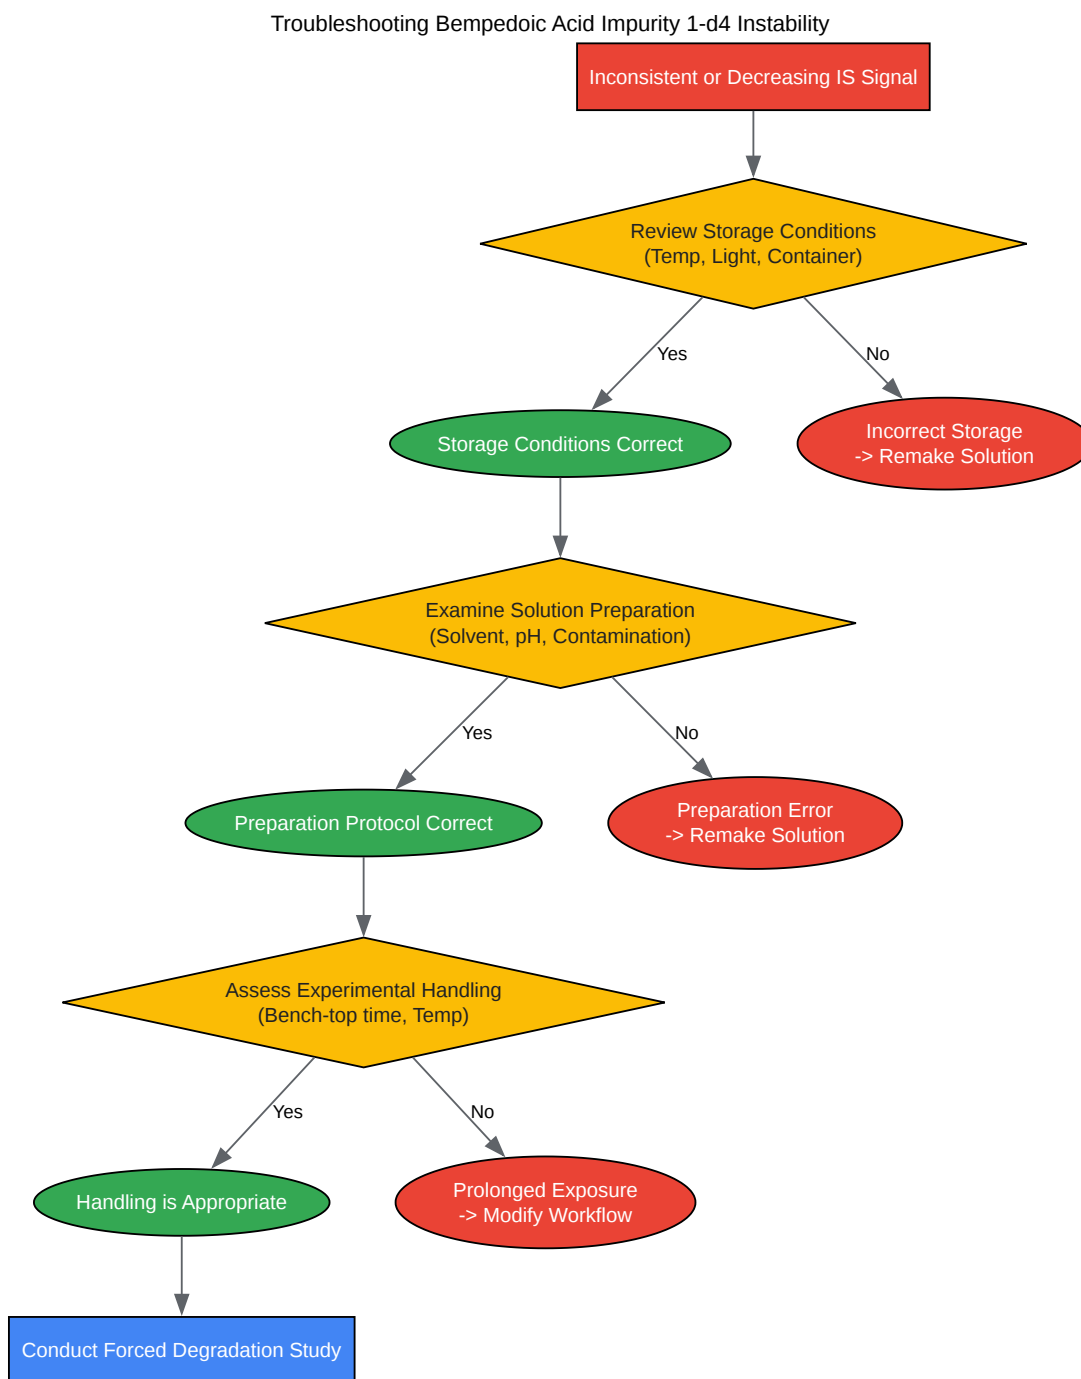 Troubleshooting Bempedoic Acid Impurity 1-d4 Instability
Inconsistent or Decreasing IS Signal
Review Storage Conditions
(Temp, Light, Container)
Yes
No
Storage Conditions Correct
Incorrect Storage
-> Remake Solution
Examine Solution Preparation
(Solvent, pH, Contamination)
Yes
No
Preparation Protocol Correct
Preparation Error
-> Remake Solution
Assess Experimental Handling
(Bench-top time, Temp)
Yes
No
Handling is Appropriate
Prolonged Exposure
-> Modify Workflow
Conduct Forced Degradation Study